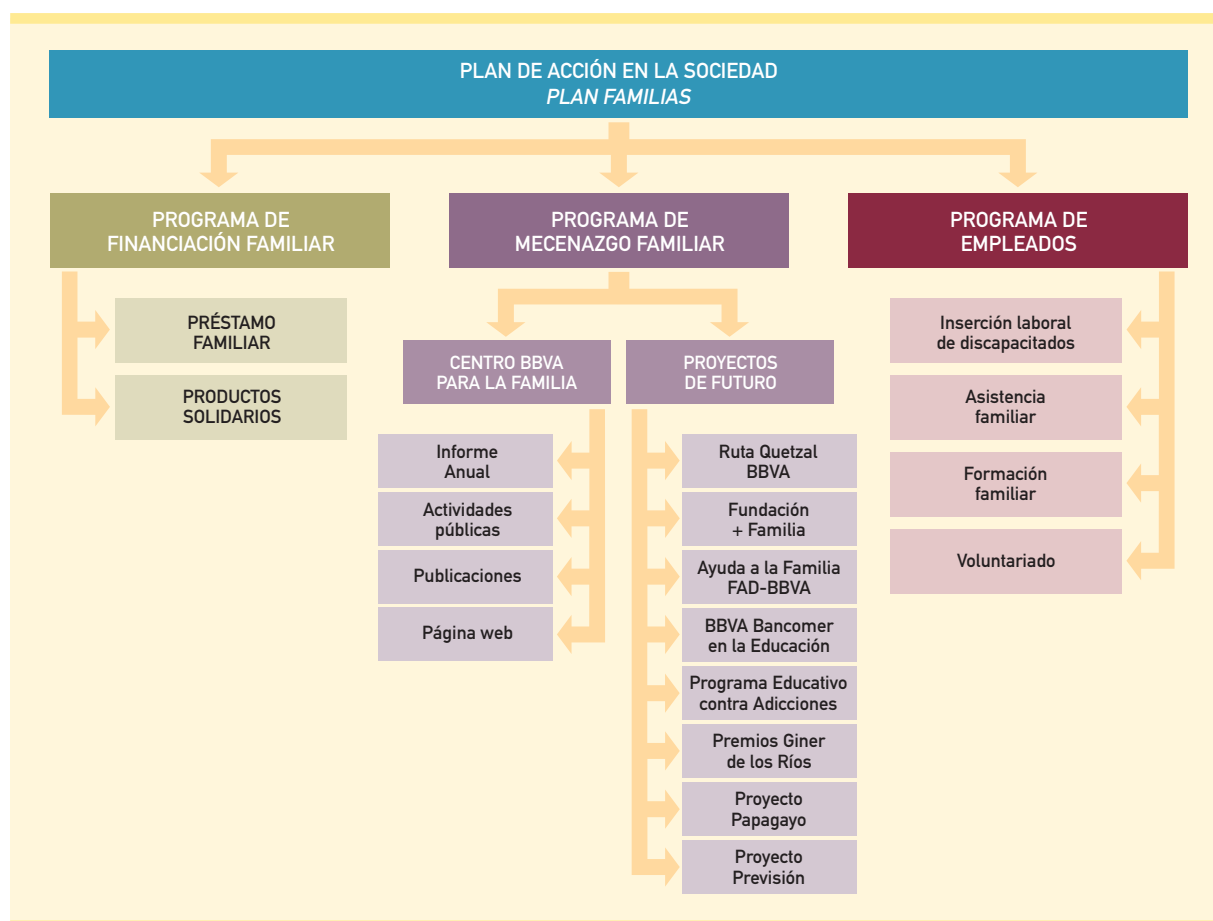 PLAN DE ACCIÓN EN LA SOCIEDAD
PLAN FAMILIAS
PROGRAMA DE
FINANCIACIÓN FAMILIAR
PRÉSTAMO
FAMILIAR
PRODUCTOS
SOLIDARIOS
PROGRAMA DE
MECENAZGO FAMILIAR
CENTRO BBVA
PARA LA FAMILIA
Informe
Anual
Actividades
públicas
Publicaciones
Página web
PROYECTOS
DE FUTURO
Ruta Quetzal
BBVA
Fundación
+ Familia
Ayuda a la Familia
FAD-BBVA
BBVA Bancomer
en la Educación
Programa Educativo
contra Adicciones
Premios Giner
de los Ríos
Proyecto
Papagayo
Proyecto
Previsión
PROGRAMA DE
EMPLEADOS
Inserción laboral
de discapacitados
Asistencia
familiar
Formación
familiar
Voluntariado